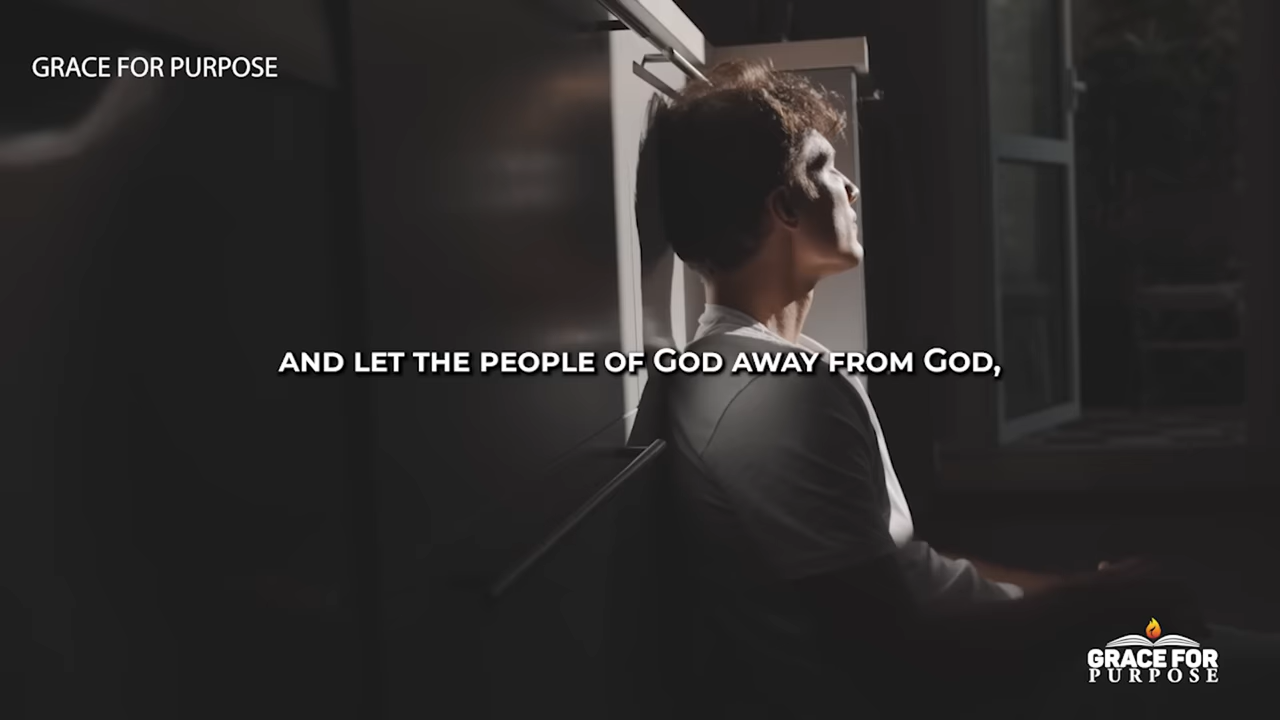 GRACE FOR PURPOSE
AND LET THE PEOPLE OF GOD AWAY FROM GOD,
GRACE FOR
PURPOSE